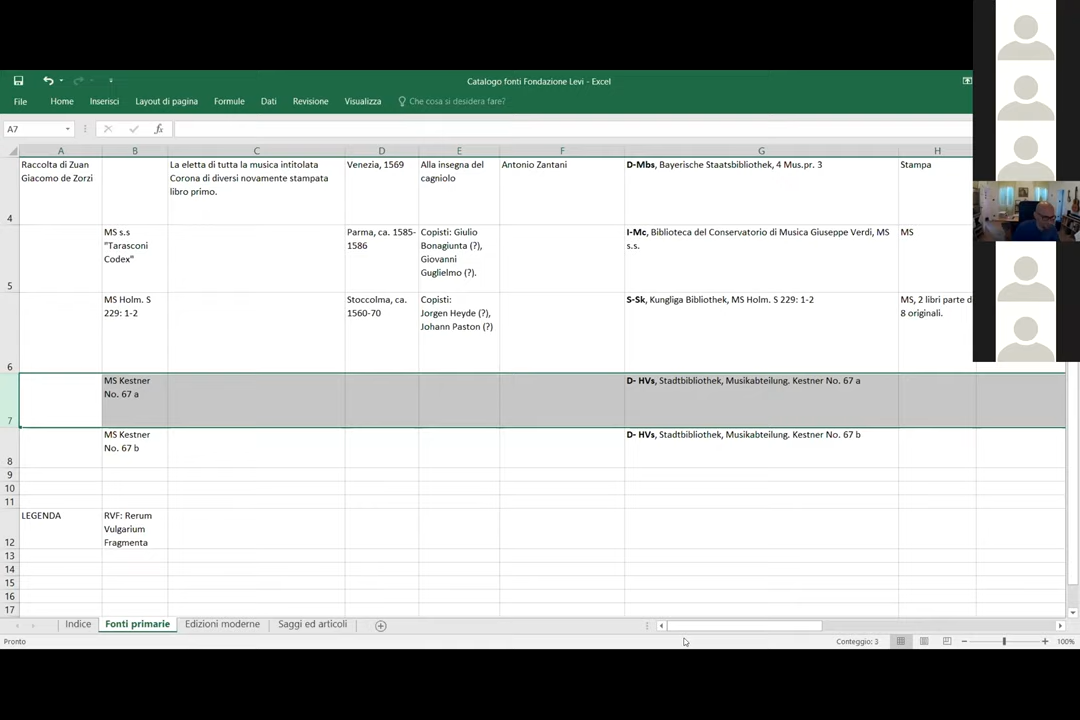 Catalogo fonti Fondazione Levi - Excel
File Home Inserisci Layout di pagina Formule Dati Revisione Visualizza Che cosa si desidera fare?
A7 fx
A B C D E F G H
Raccolta di Zuan
Giacomo de Zorzi
La eletta di tutta la musica intitolata
Corona di diversi novamente stampata
libro primo.
Venezia, 1569
Alla insegna del
cagniolo
Antonio Zantani
D-Mbs, Bayerische Staatsbibliothek, 4 Mus.pr. 3
Stampa
4
MS s.s
"Tarasconi
Codex"
Parma, ca. 1585-
1586
Copisti: Giulio
Bonagiunta (?),
Giovanni
Guglielmo (?).
I-Mc, Biblioteca del Conservatorio di Musica Giuseppe Verdi, MS
s.s.
MS
5
MS Holm. S
229: 1-2
Stoccolma, ca.
1560-70
Copisti:
Jorgen Heyde (?),
Johann Paston (?)
S-Sk, Kungliga Bibliothek, MS Holm. S 229: 1-2
MS, 2 libri parte d
8 originali.
6
MS Kestner
No. 67 a
D- HVs, Stadtbibliothek, Musikabteilung. Kestner No. 67 a
7
MS Kestner
No. 67 b
D- HVs, Stadtbibliothek, Musikabteilung. Kestner No. 67 b
8
9
10
11
LEGENDA
RVF: Rerum
Vulgarium
Fragmenta
12
13
14
15
16
17
Indice Fonti primarie Edizioni moderne Saggi ed articoli
Pronto Conteggio: 3 100%